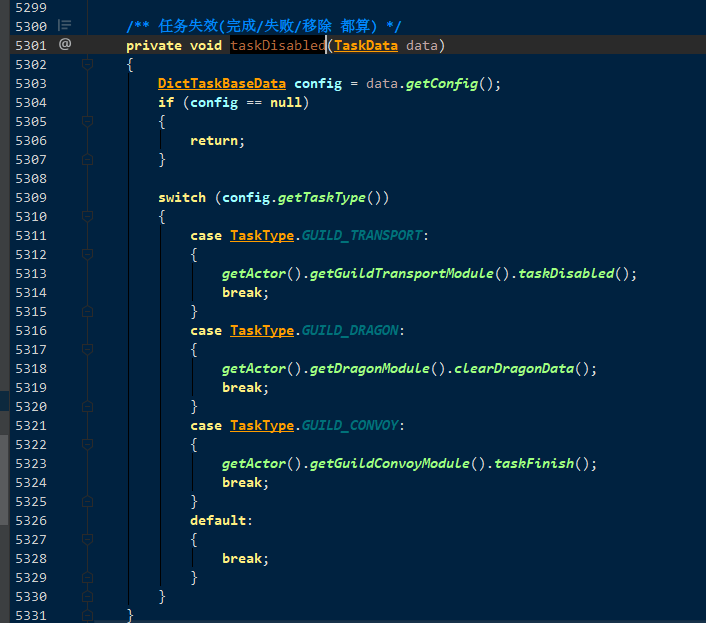 5299
5300 /** 任务失效(完成/失败/移除 都算) */
5301 @ private void taskDisabled(TaskData data)
5302 {
5303 DictTaskBaseData config = data.getConfig();
5304 if (config == null)
5305 {
5306 return;
5307 }
5308
5309 switch (config.getTaskType())
5310 {
5311 case TaskType.GUILD_TRANSPORT:
5312 {
5313 getActor().getGuildTransportModule().taskDisabled();
5314 break;
5315 }
5316 case TaskType.GUILD_DRAGON:
5317 {
5318 getActor().getDragonModule().clearDragonData();
5319 break;
5320 }
5321 case TaskType.GUILD_CONVOY:
5322 {
5323 getActor().getGuildConvoyModule().taskFinish();
5324 break;
5325 }
5326 default:
5327 {
5328 break;
5329 }
5330 }
5331 }